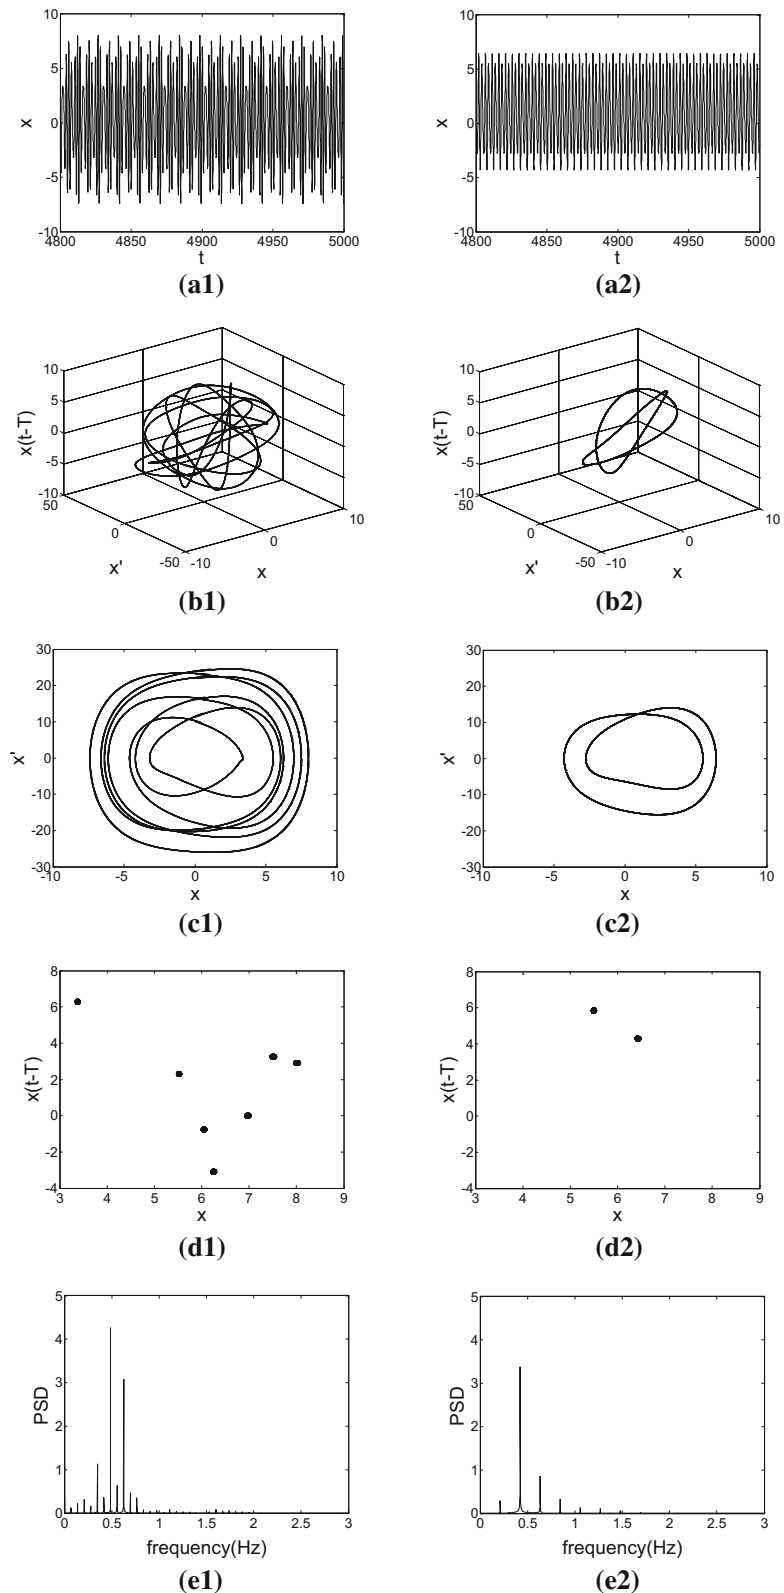 10
5
0
-5
-10
x
4800 4850 4900 4950 5000
t
(a1)
10
5
0
-5
-10
x
4800 4850 4900 4950 5000
t
(a2)
10
5
0
-5
-10
x(t-T)
50
0
-50
x'
-10
0
10
x
(b1)
10
5
0
-5
-10
x(t-T)
50
0
-50
x'
-10
0
10
x
(b2)
30
20
10
0
-10
-20
-30
x'
-10 -5 0 5 10
x
(c1)
30
20
10
0
-10
-20
-30
x'
-10 -5 0 5 10
x
(c2)
8
6
4
2
0
-2
-4
x(t-T)
3 4 5 6 7 8 9
x
(d1)
8
6
4
2
0
-2
-4
x(t-T)
3 4 5 6 7 8 9
x
(d2)
5
4
3
2
1
0
PSD
0 0.5 1 1.5 2 2.5 3
frequency(Hz)
(e1)
5
4
3
2
1
0
PSD
0 0.5 1 1.5 2 2.5 3
frequency(Hz)
(e2)